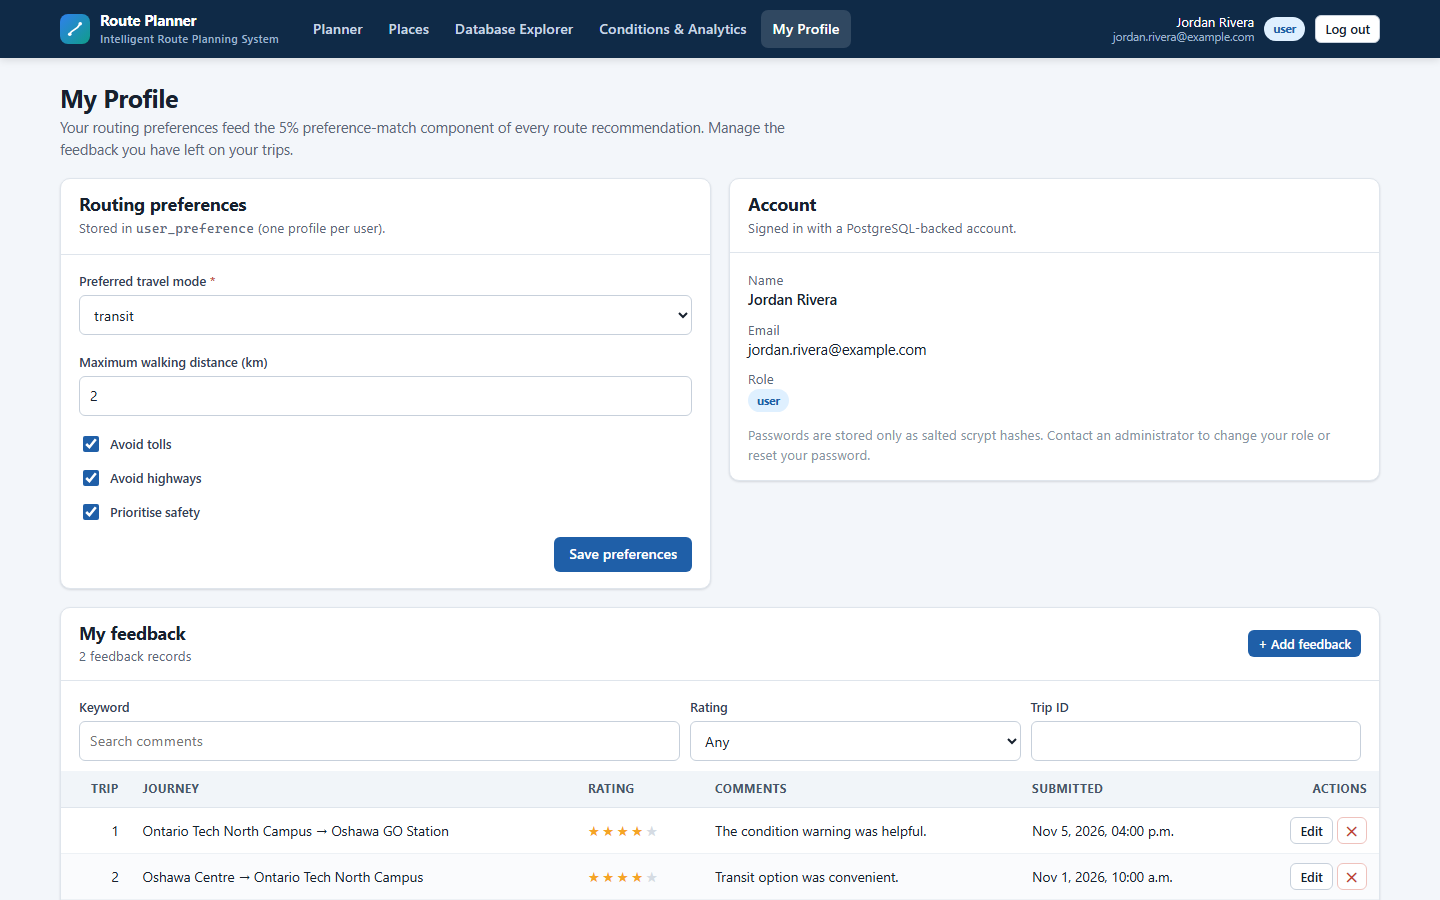 Route Planner
Intelligent Route Planning System
Planner
Places
Database Explorer
Conditions & Analytics
My Profile
Jordan Rivera
jordan.rivera@example.com
user
Log out
My Profile
Your routing preferences feed the 5% preference-match component of every route recommendation. Manage the
feedback you have left on your trips.
Routing preferences
Stored in user_preference (one profile per user).
Preferred travel mode *
transit
Maximum walking distance (km)
2
Avoid tolls
Avoid highways
Prioritise safety
Save preferences
Account
Signed in with a PostgreSQL-backed account.
Name
Jordan Rivera
Email
jordan.rivera@example.com
Role
user
Passwords are stored only as salted scrypt hashes. Contact an administrator to change your role or
reset your password.
My feedback
2 feedback records
+ Add feedback
Keyword
Search comments
Rating
Any
Trip ID
TRIP JOURNEY RATING COMMENTS SUBMITTED ACTIONS
1 Ontario Tech North Campus → Oshawa GO Station ★★★★★ The condition warning was helpful. Nov 5, 2026, 04:00 p.m. Edit ✕
2 Oshawa Centre → Ontario Tech North Campus ★★★★★ Transit option was convenient. Nov 1, 2026, 10:00 a.m. Edit ✕